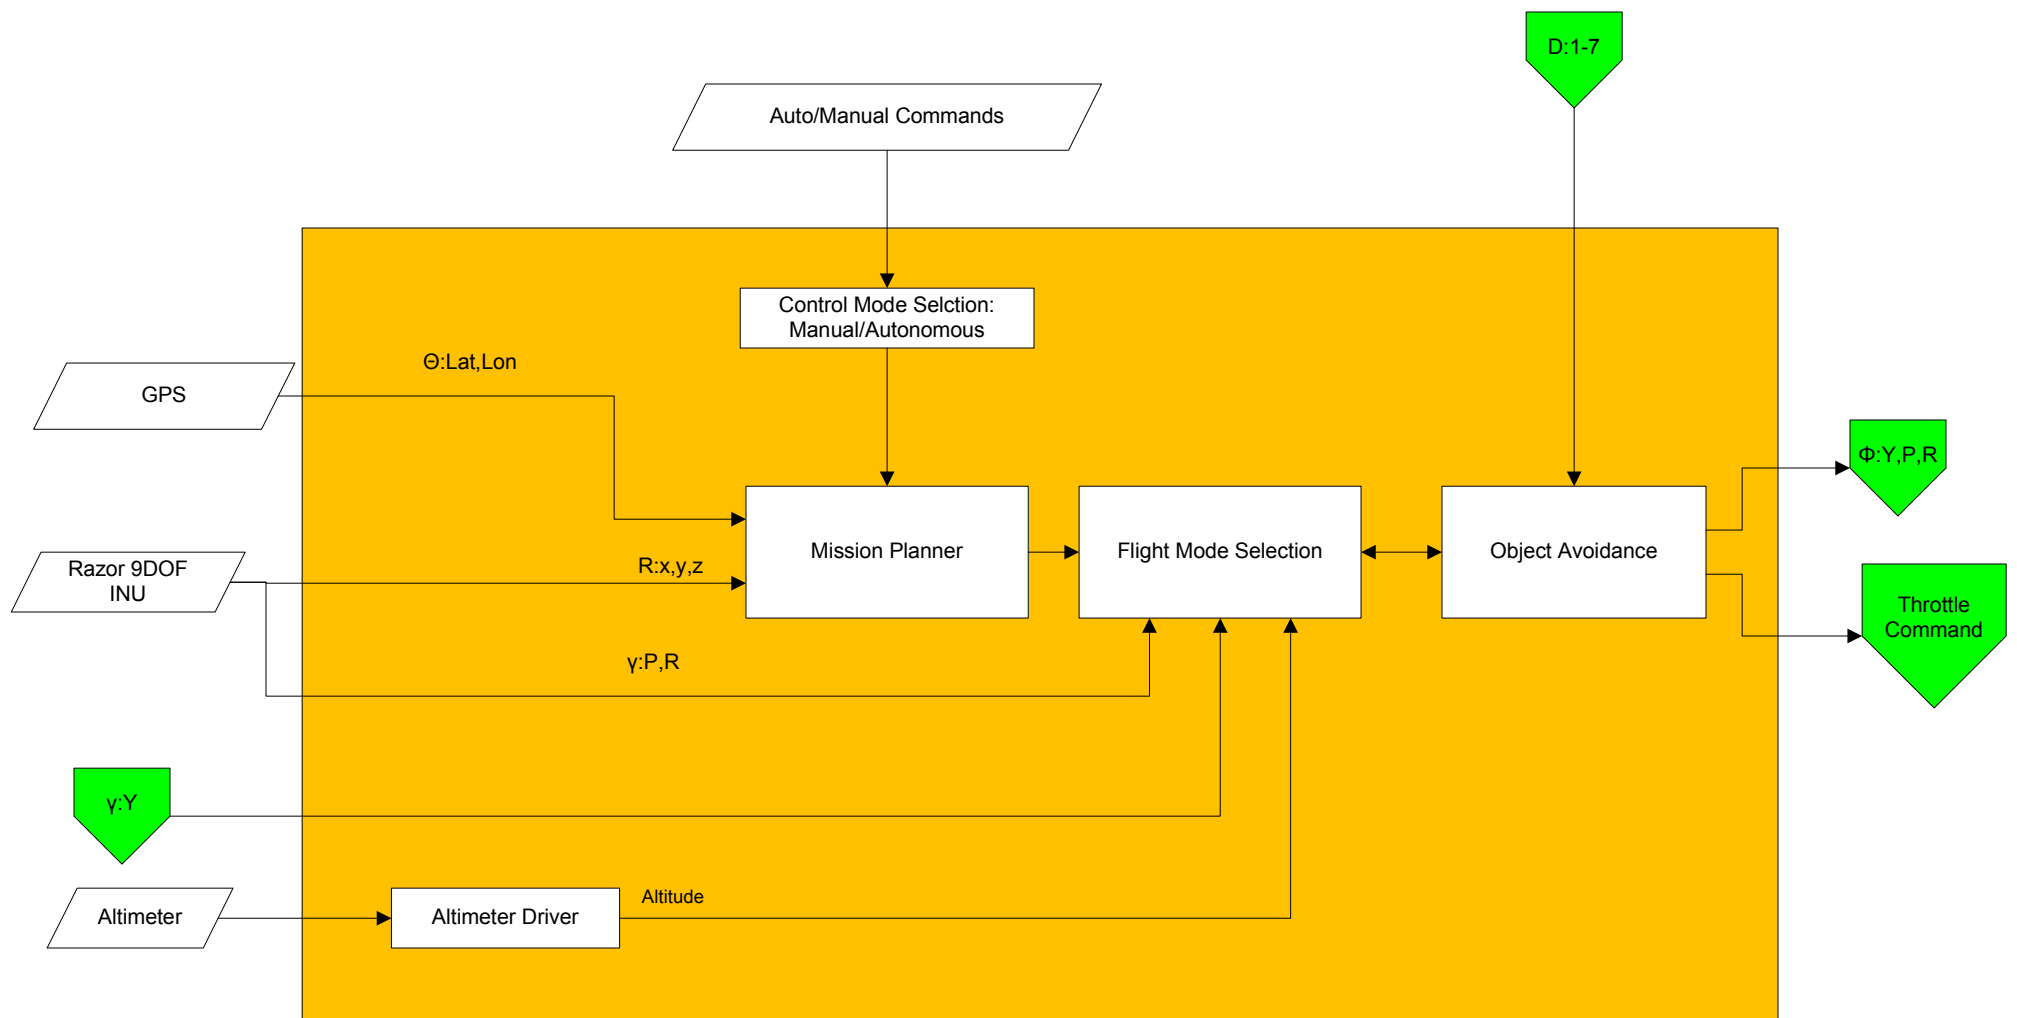 D:1-7
Auto/Manual Commands
Control Mode Selction:
Manual/Autonomous
Θ:Lat,Lon
GPS
Φ:Y,P,R
Mission Planner
Flight Mode Selection
Object Avoidance
Razor 9DOF
INU
R:x,y,z
Throttle
Command
γ:P,R
γ:Y
Altimeter
Altimeter Driver
Altitude